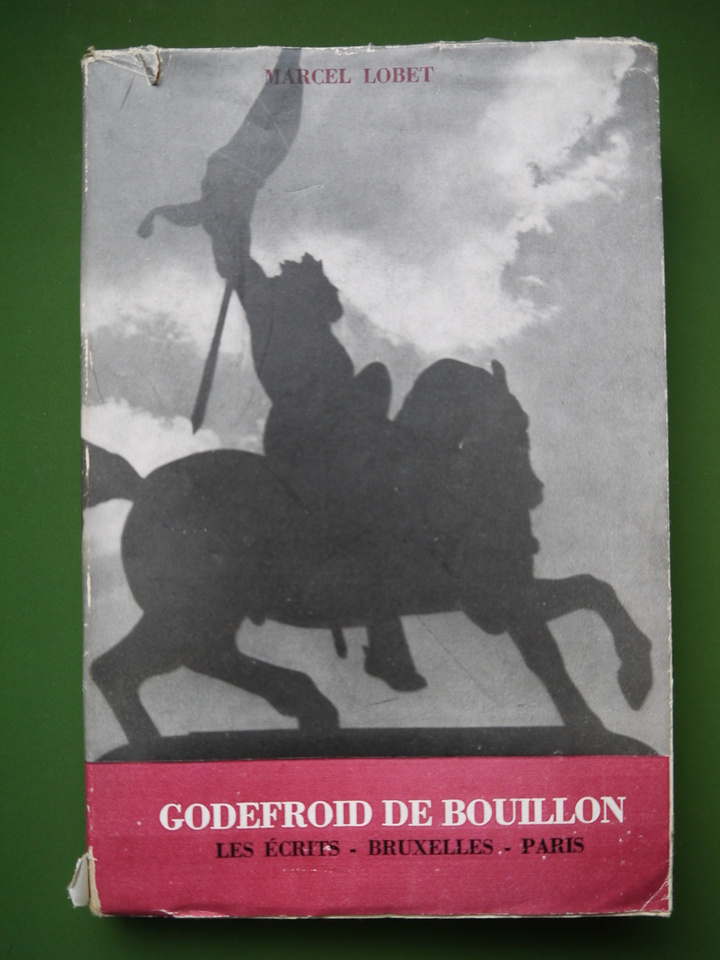 MARCEL LOBET
GODEFROID DE BOUILLON
LES ÉCRITS - BRUXELLES - PARIS